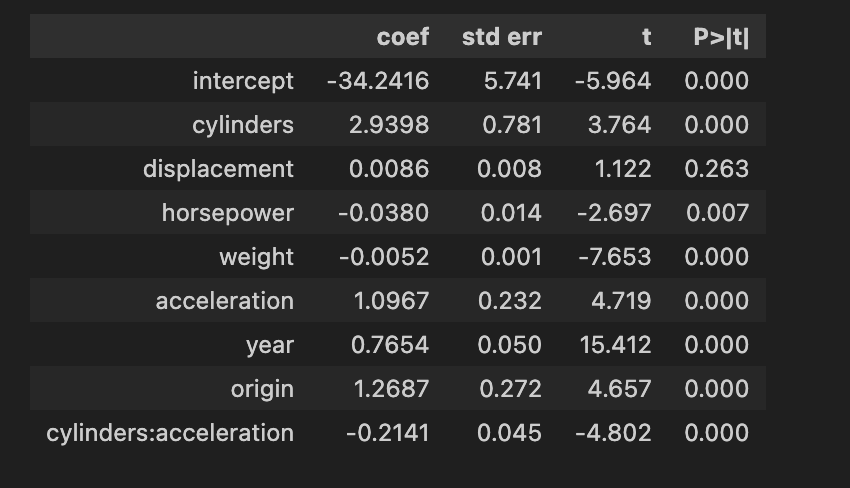 coef std err t P>|t|
intercept -34.2416 5.741 -5.964 0.000
cylinders 2.9398 0.781 3.764 0.000
displacement 0.0086 0.008 1.122 0.263
horsepower -0.0380 0.014 -2.697 0.007
weight -0.0052 0.001 -7.653 0.000
acceleration 1.0967 0.232 4.719 0.000
year 0.7654 0.050 15.412 0.000
origin 1.2687 0.272 4.657 0.000
cylinders:acceleration -0.2141 0.045 -4.802 0.000